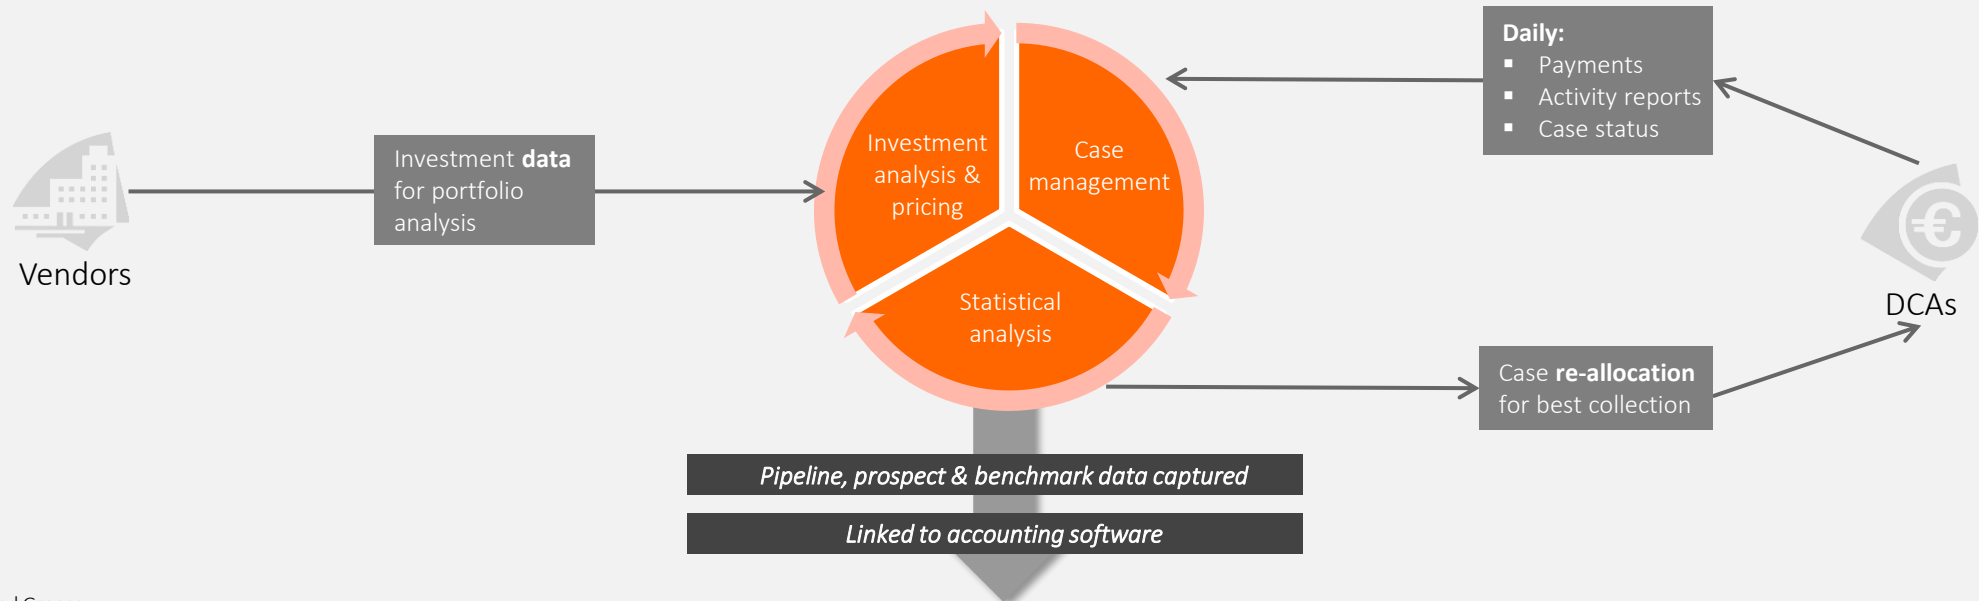 Vendors
Investment data
for portfolio
analysis
Investment
analysis &
pricing
Case
management
Statistical
analysis
Daily:
▪ Payments
▪ Activity reports
▪ Case status
DCAs
Case re-allocation
for best collection
Pipeline, prospect & benchmark data captured
Linked to accounting software